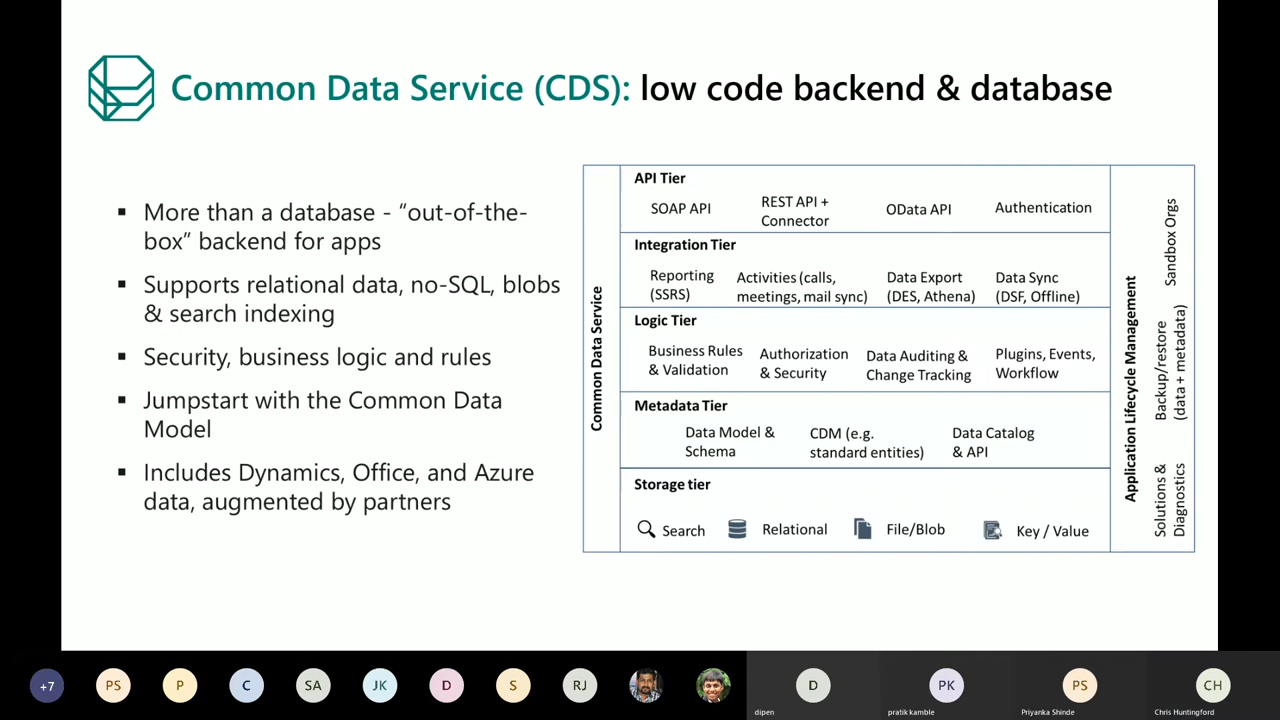 Common Data Service (CDS): low code backend & database
▪ More than a database - “out-of-the-
box” backend for apps
▪ Supports relational data, no-SQL, blobs
& search indexing
▪ Security, business logic and rules
▪ Jumpstart with the Common Data
Model
▪ Includes Dynamics, Office, and Azure
data, augmented by partners
Common Data Service
API Tier
SOAP API
REST API +
Connector
OData API
Authentication
Integration Tier
Reporting
(SSRS)
Activities (calls,
meetings, mail sync)
Data Export
(DES, Athena)
Data Sync
(DSF, Offline)
Logic Tier
Business Rules
& Validation
Authorization
& Security
Data Auditing &
Change Tracking
Plugins, Events,
Workflow
Metadata Tier
Data Model &
Schema
CDM (e.g.
standard entities)
Data Catalog
& API
Storage tier
Search
Relational
File/Blob
Key / Value
Application Lifecycle Management
Sandbox Orgs
Backup/restore
(data + metadata)
Solutions &
Diagnostics
+7
PS
P
C
SA
JK
D
S
RJ
D
dipen
PK
pratik kamble
PS
Priyanka Shinde
CH
Chris Huntingford